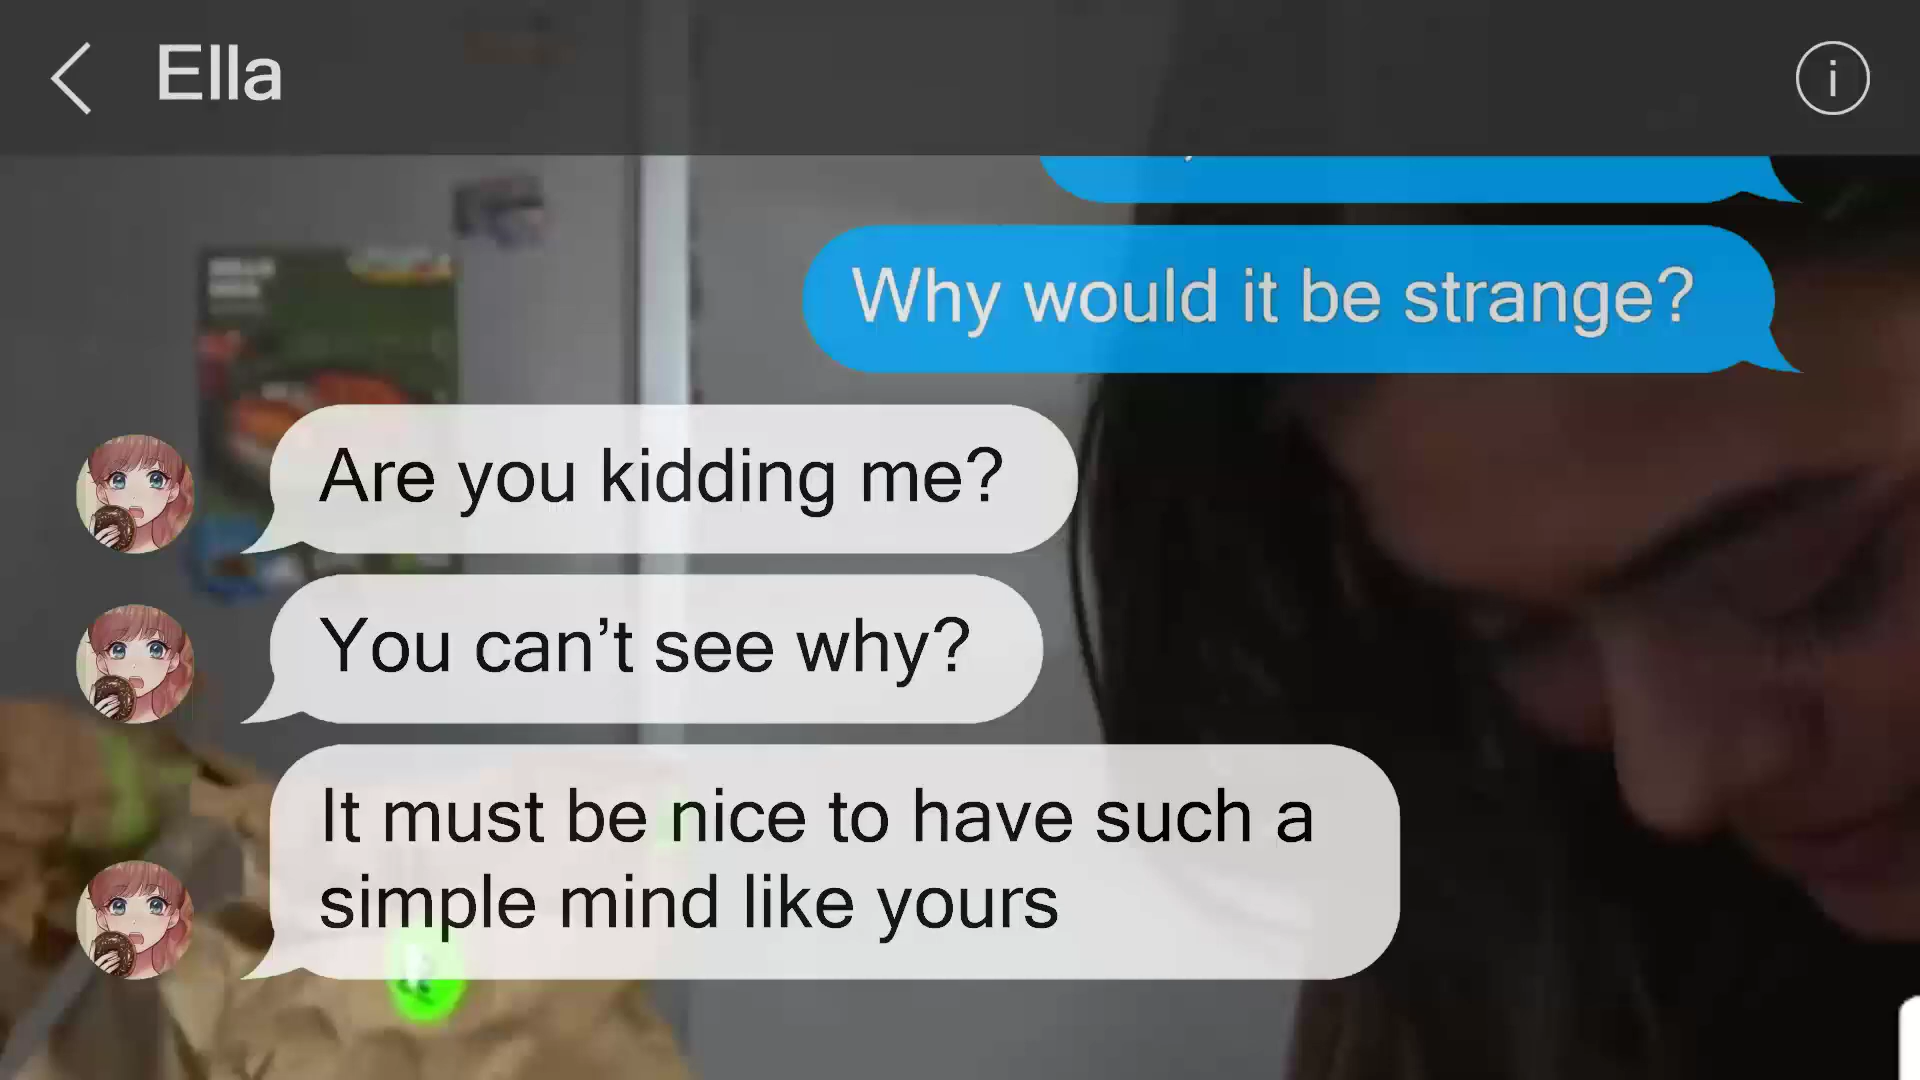 Ella
Why would it be strange?
Are you kidding me?
You can’t see why?
It must be nice to have such a
simple mind like yours